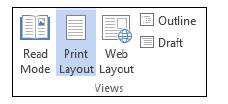 Read Mode
Print Layout
Web Layout
Outline
Draft
Views